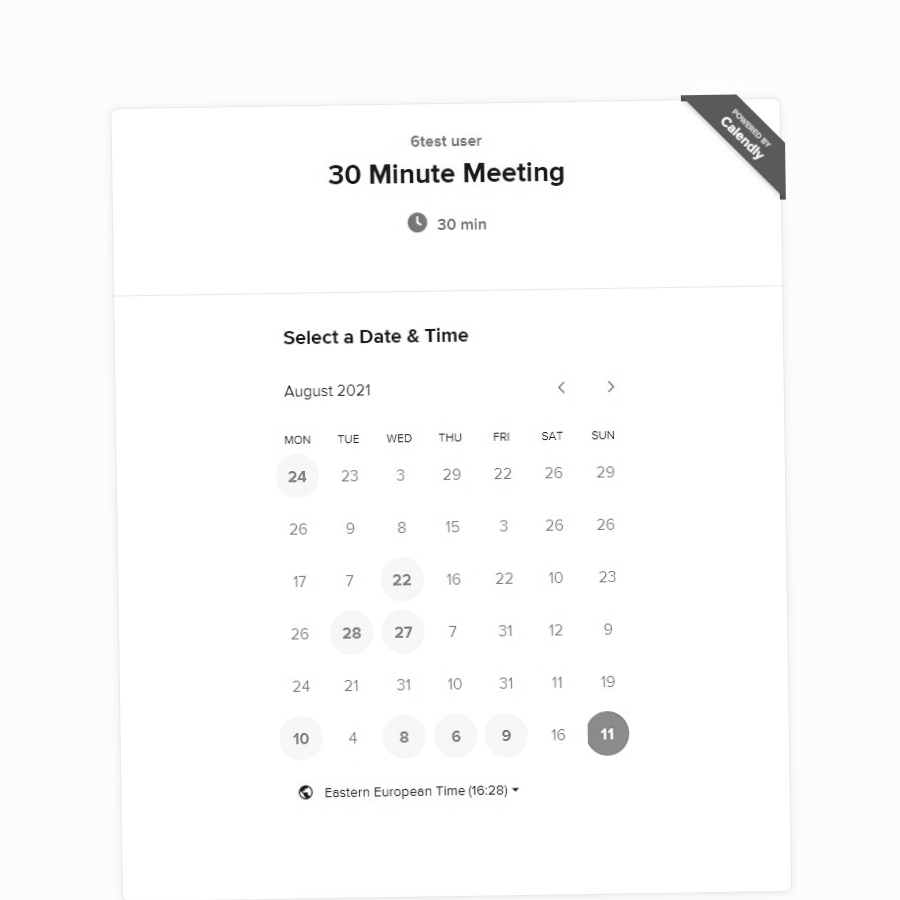 POWERED BY
Calendly
6test user
30 Minute Meeting
30 min
Select a Date & Time
August 2021
MON TUE WED THU FRI SAT SUN
24 23 3 29 22 26 29
26 9 8 15 3 26 26
17 7 22 16 22 10 23
26 28 27 7 31 12 9
24 21 31 10 31 11 19
10 4 8 6 9 16 11
Eastern European Time (16:28)